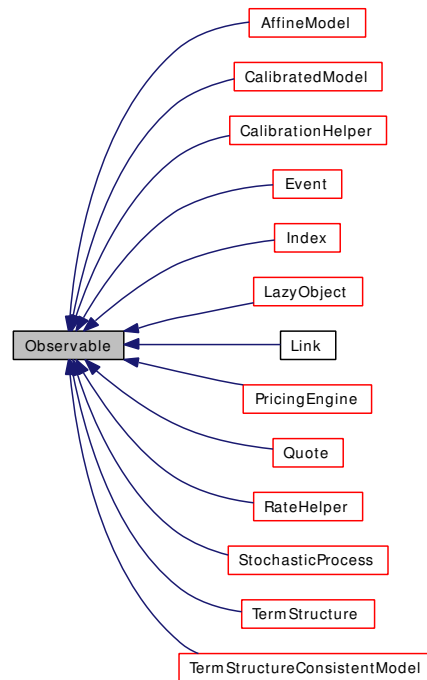 AffineModel
CalibratedModel
CalibrationHelper
Event
Index
LazyObject
Observable
Link
PricingEngine
Quote
RateHelper
StochasticProcess
TermStructure
TermStructureConsistentModel